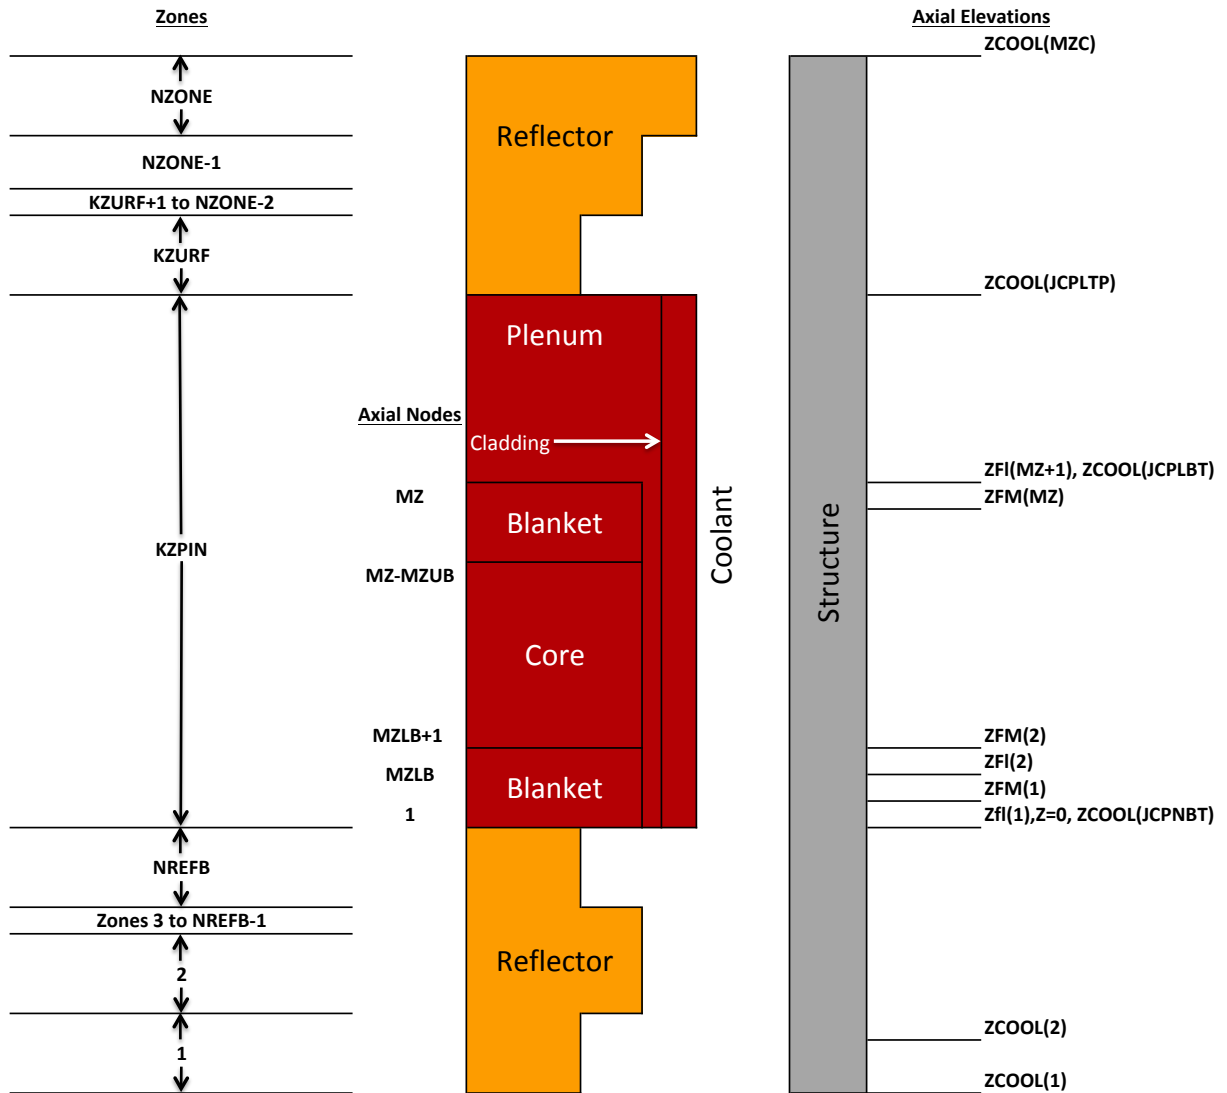 Zones
NZONE
NZONE-1
KZURF+1 to NZONE-2
KZURF
KZPIN
NREFB
Zones 3 to NREFB-1
2
1
Axial Nodes
MZ
MZ-MZUB
MZLB+1
MZLB
1
Reflector
Plenum
Cladding
Blanket
Core
Blanket
Reflector
Coolant
Structure
Axial Elevations
ZCOOL(MZC)
ZCOOL(JCPLTP)
ZFI(MZ+1), ZCOOL(JCPLBT)
ZFM(MZ)
ZFM(2)
ZFI(2)
ZFM(1)
Zfl(1),Z=0, ZCOOL(JCPNBT)
ZCOOL(2)
ZCOOL(1)